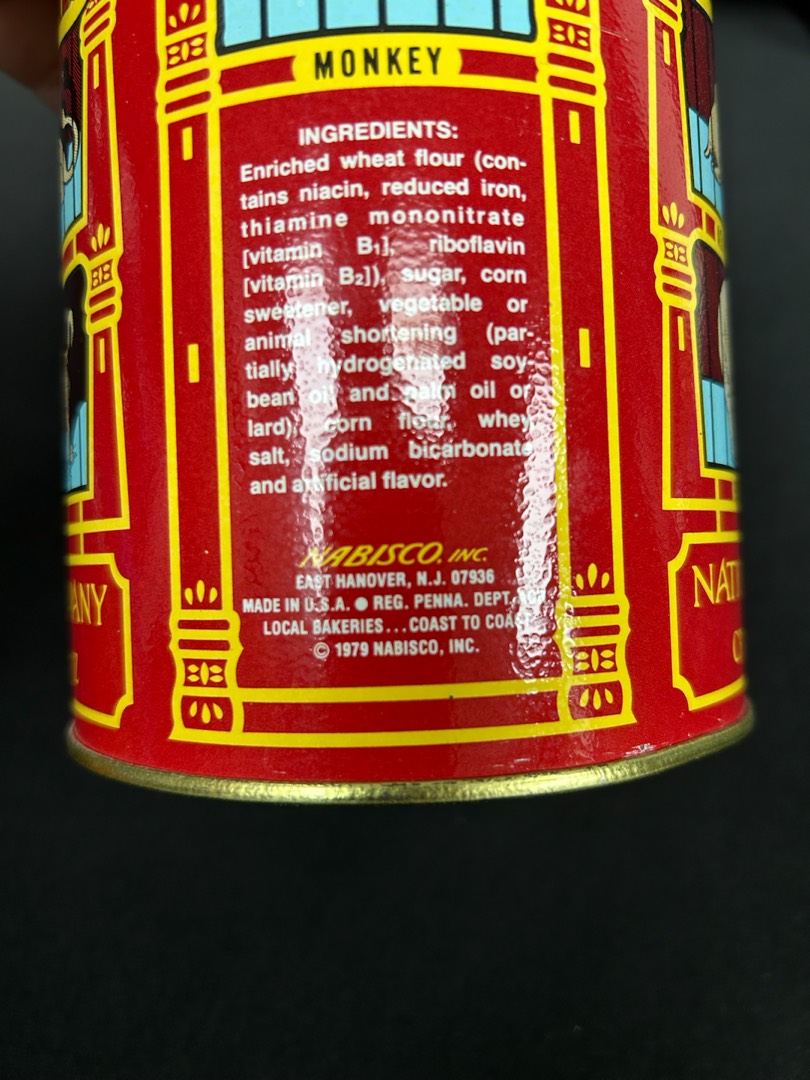 MONKEY
INGREDIENTS:
Enriched wheat flour (con-
tains niacin, reduced iron,
thiamine mononitrate
[vitamin B₁], riboflavin
[vitamin B₂]), sugar, corn
sweetener, vegetable or
animal shortening (par-
tially hydrogenated soy-
bean oil and palm oil or
lard), corn flour, whey
salt, sodium bicarbonate
and artificial flavor.
NABISCO, INC.
EAST HANOVER, N.J. 07936
MADE IN U.S.A. ● REG. PENNA. DEPT.
LOCAL BAKERIES...COAST TO COAST
© 1979 NABISCO, INC.
ANY
NAT